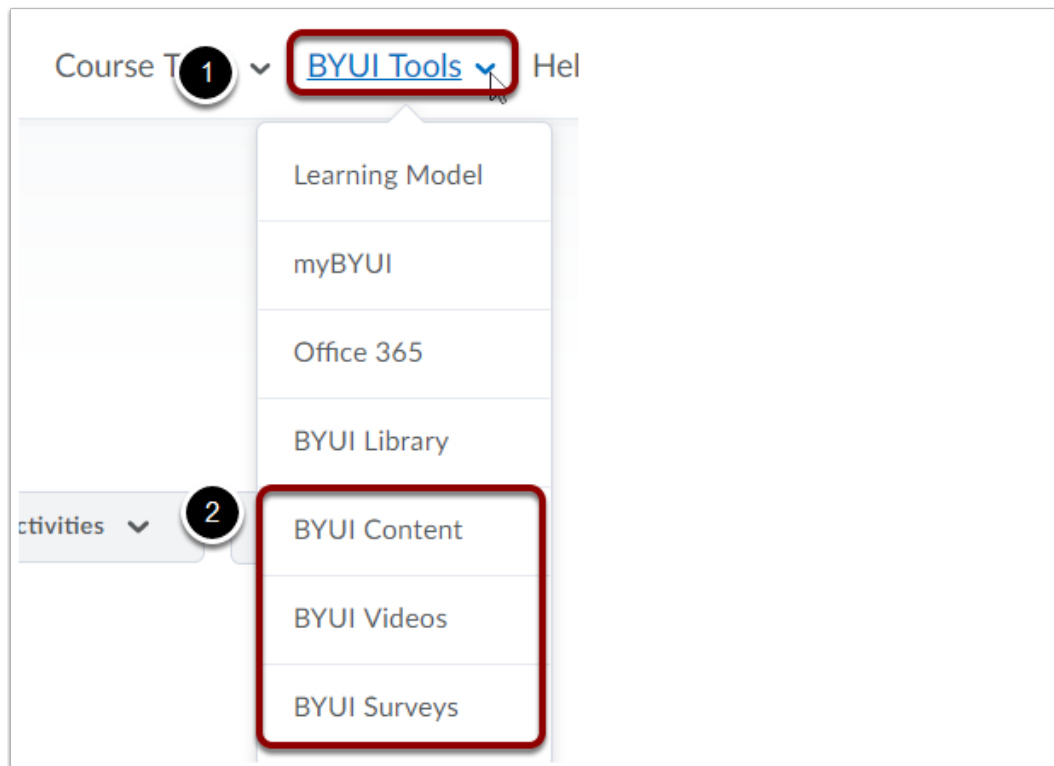 Course T 1 BYUI Tools Hel
Learning Model
myBYUI
Office 365
BYUI Library
ctivities 2 BYUI Content
BYUI Videos
BYUI Surveys